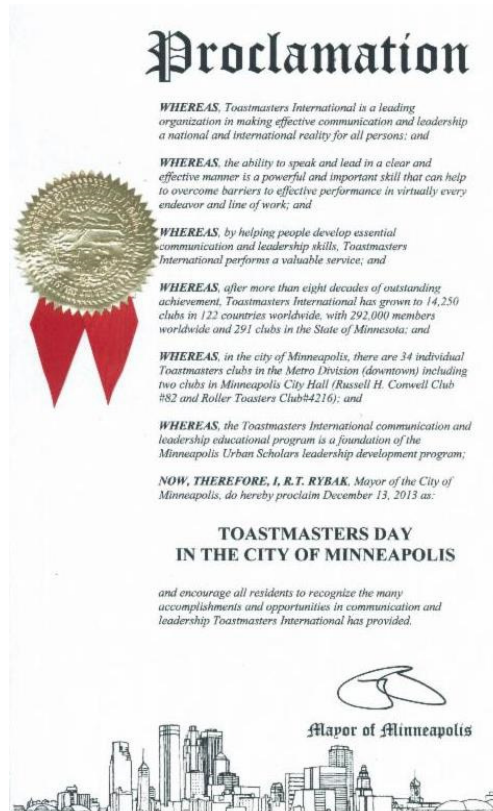 Proclamation
WHEREAS, Toastmasters International is a leading
organization in making effective communication and leadership
a national and international reality for all persons; and
WHEREAS, the ability to speak and lead in a clear and
effective manner is a powerful and important skill that can help
to overcome barriers to effective performance in virtually every
endeavor and line of work; and
WHEREAS, by helping people develop essential
communication and leadership skills, Toastmasters
International performs a valuable service; and
WHEREAS, after more than eight decades of outstanding
achievement, Toastmasters International has grown to 14,250
clubs in 122 countries worldwide, with 292,000 members
worldwide and 291 clubs in the State of Minnesota; and
WHEREAS, in the city of Minneapolis, there are 34 individual
Toastmasters clubs in the Metro Division (downtown) including
two clubs in Minneapolis City Hall (Russell H. Conwell Club
#82 and Roller Toasters Club#4216); and
WHEREAS, the Toastmasters International communication and
leadership educational program is a foundation of the
Minneapolis Urban Scholars leadership development program;
NOW, THEREFORE, I, R.T. RYBAK, Mayor of the City of
Minneapolis, do hereby proclaim December 13, 2013 as:
TOASTMASTERS DAY
IN THE CITY OF MINNEAPOLIS
and encourage all residents to recognize the many
accomplishments and opportunities in communication and
leadership Toastmasters International has provided.
Mayor of Minneapolis